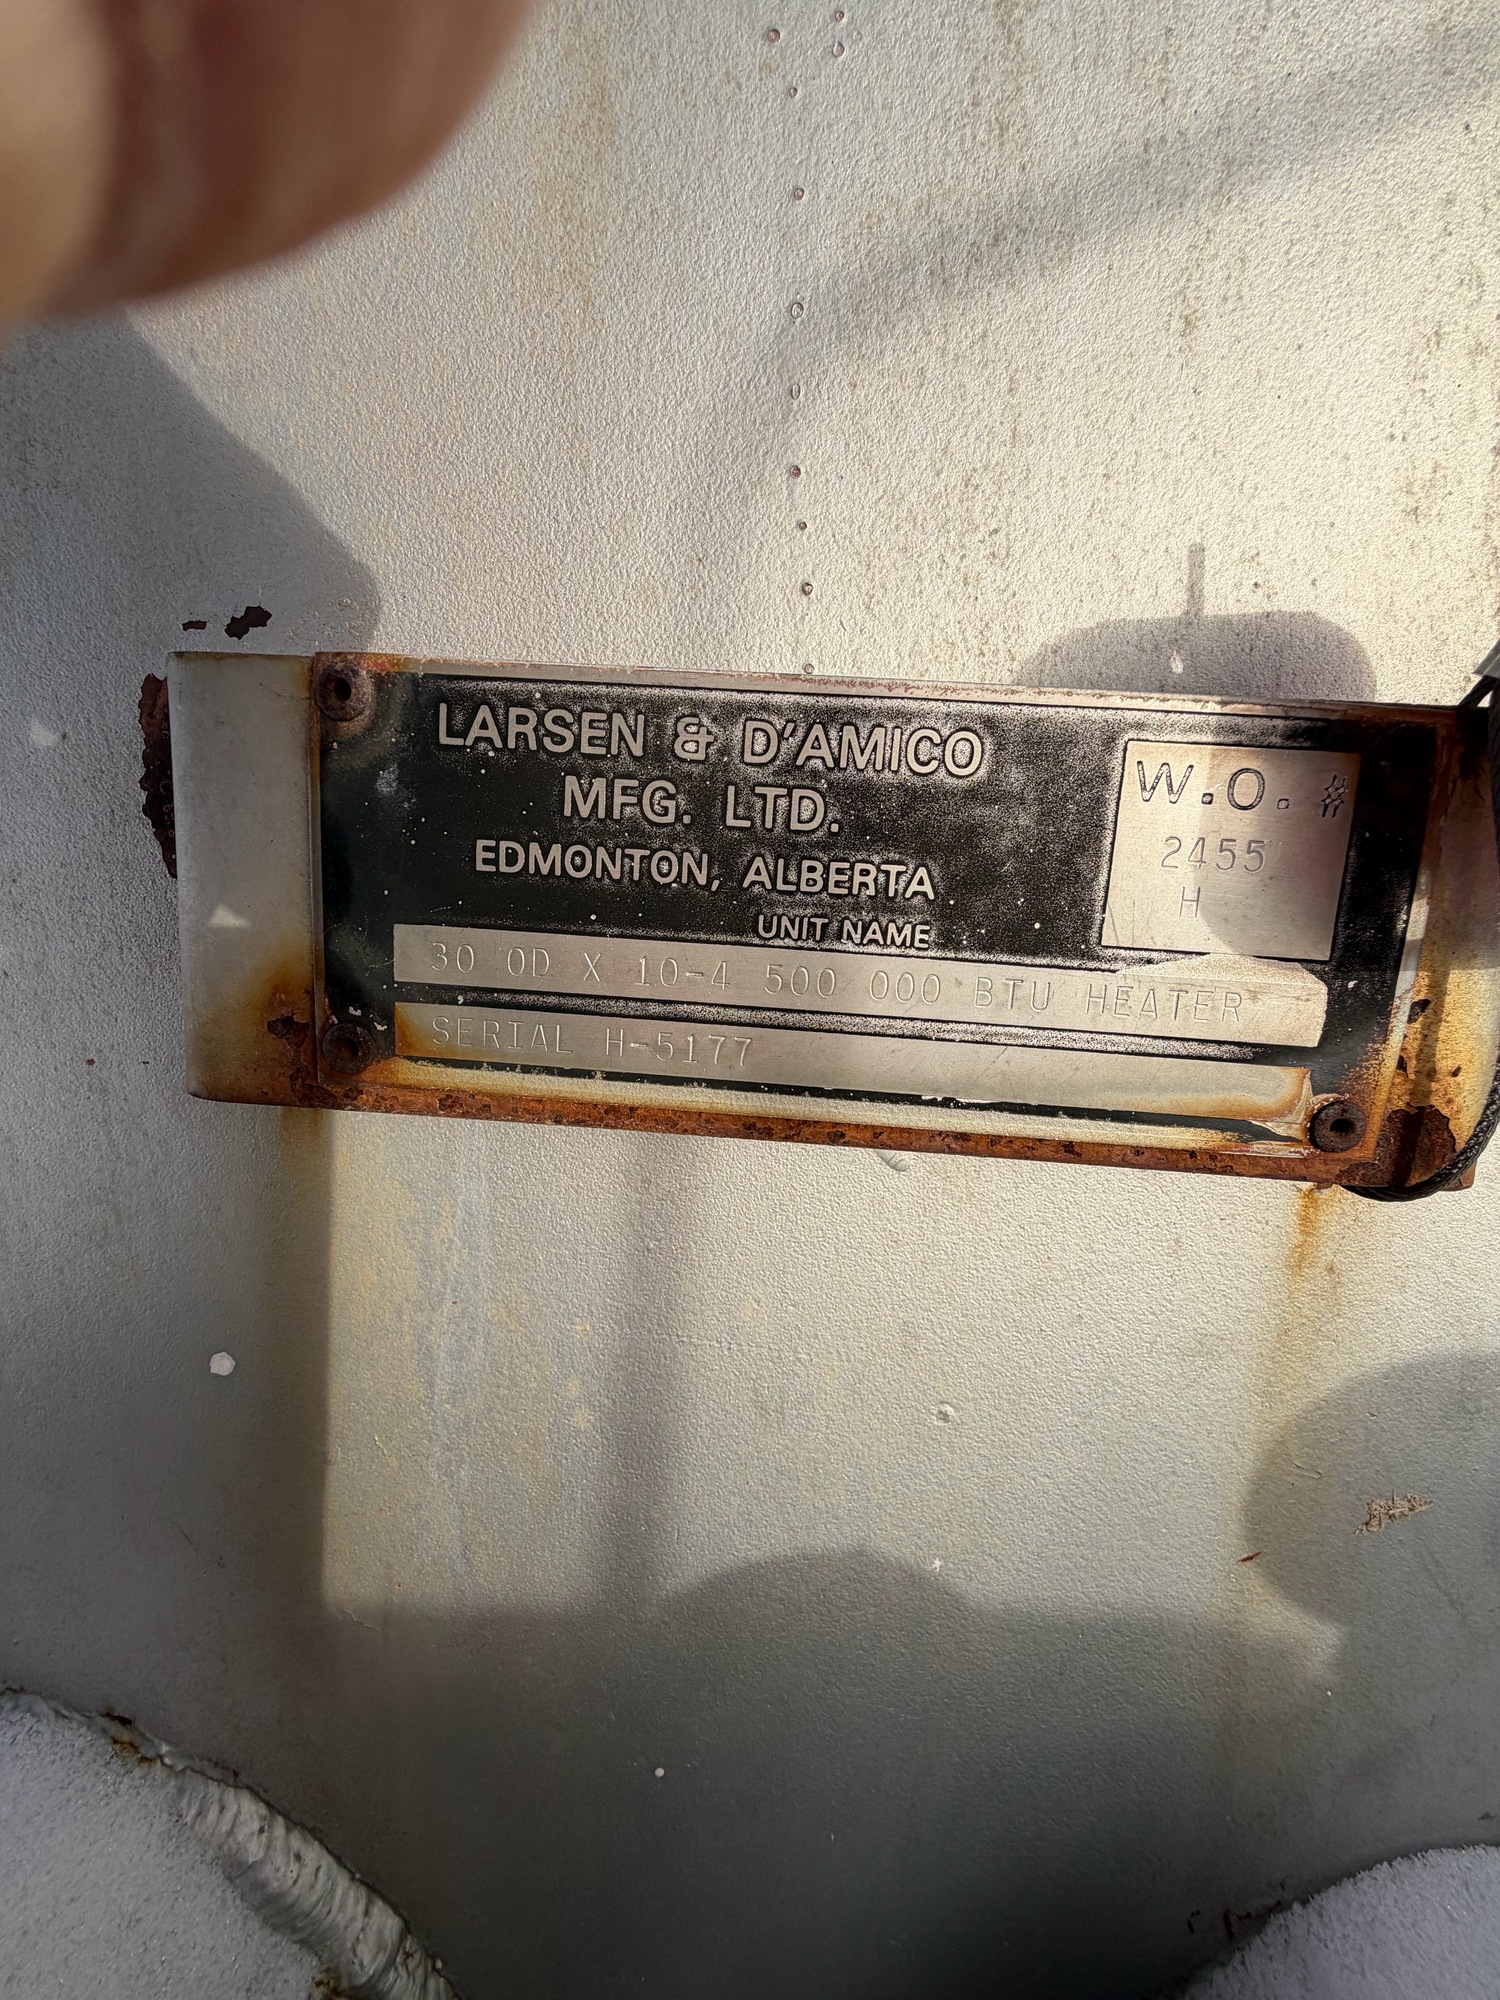 LARSEN & D'AMICO
MFG. LTD.
EDMONTON, ALBERTA
W.O. #
2455
H
UNIT NAME
30 OD X 10-4 500 000 BTU HEATER
SERIAL H-5177